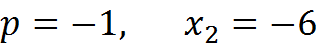 p = −1, x₂ = −6